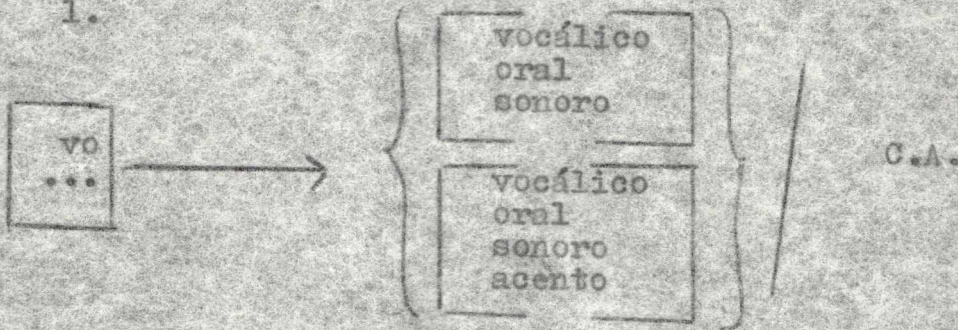 1.
vocálico
oral
sonoro
vo
...
C.A.
vocálico
oral
sonoro
acento